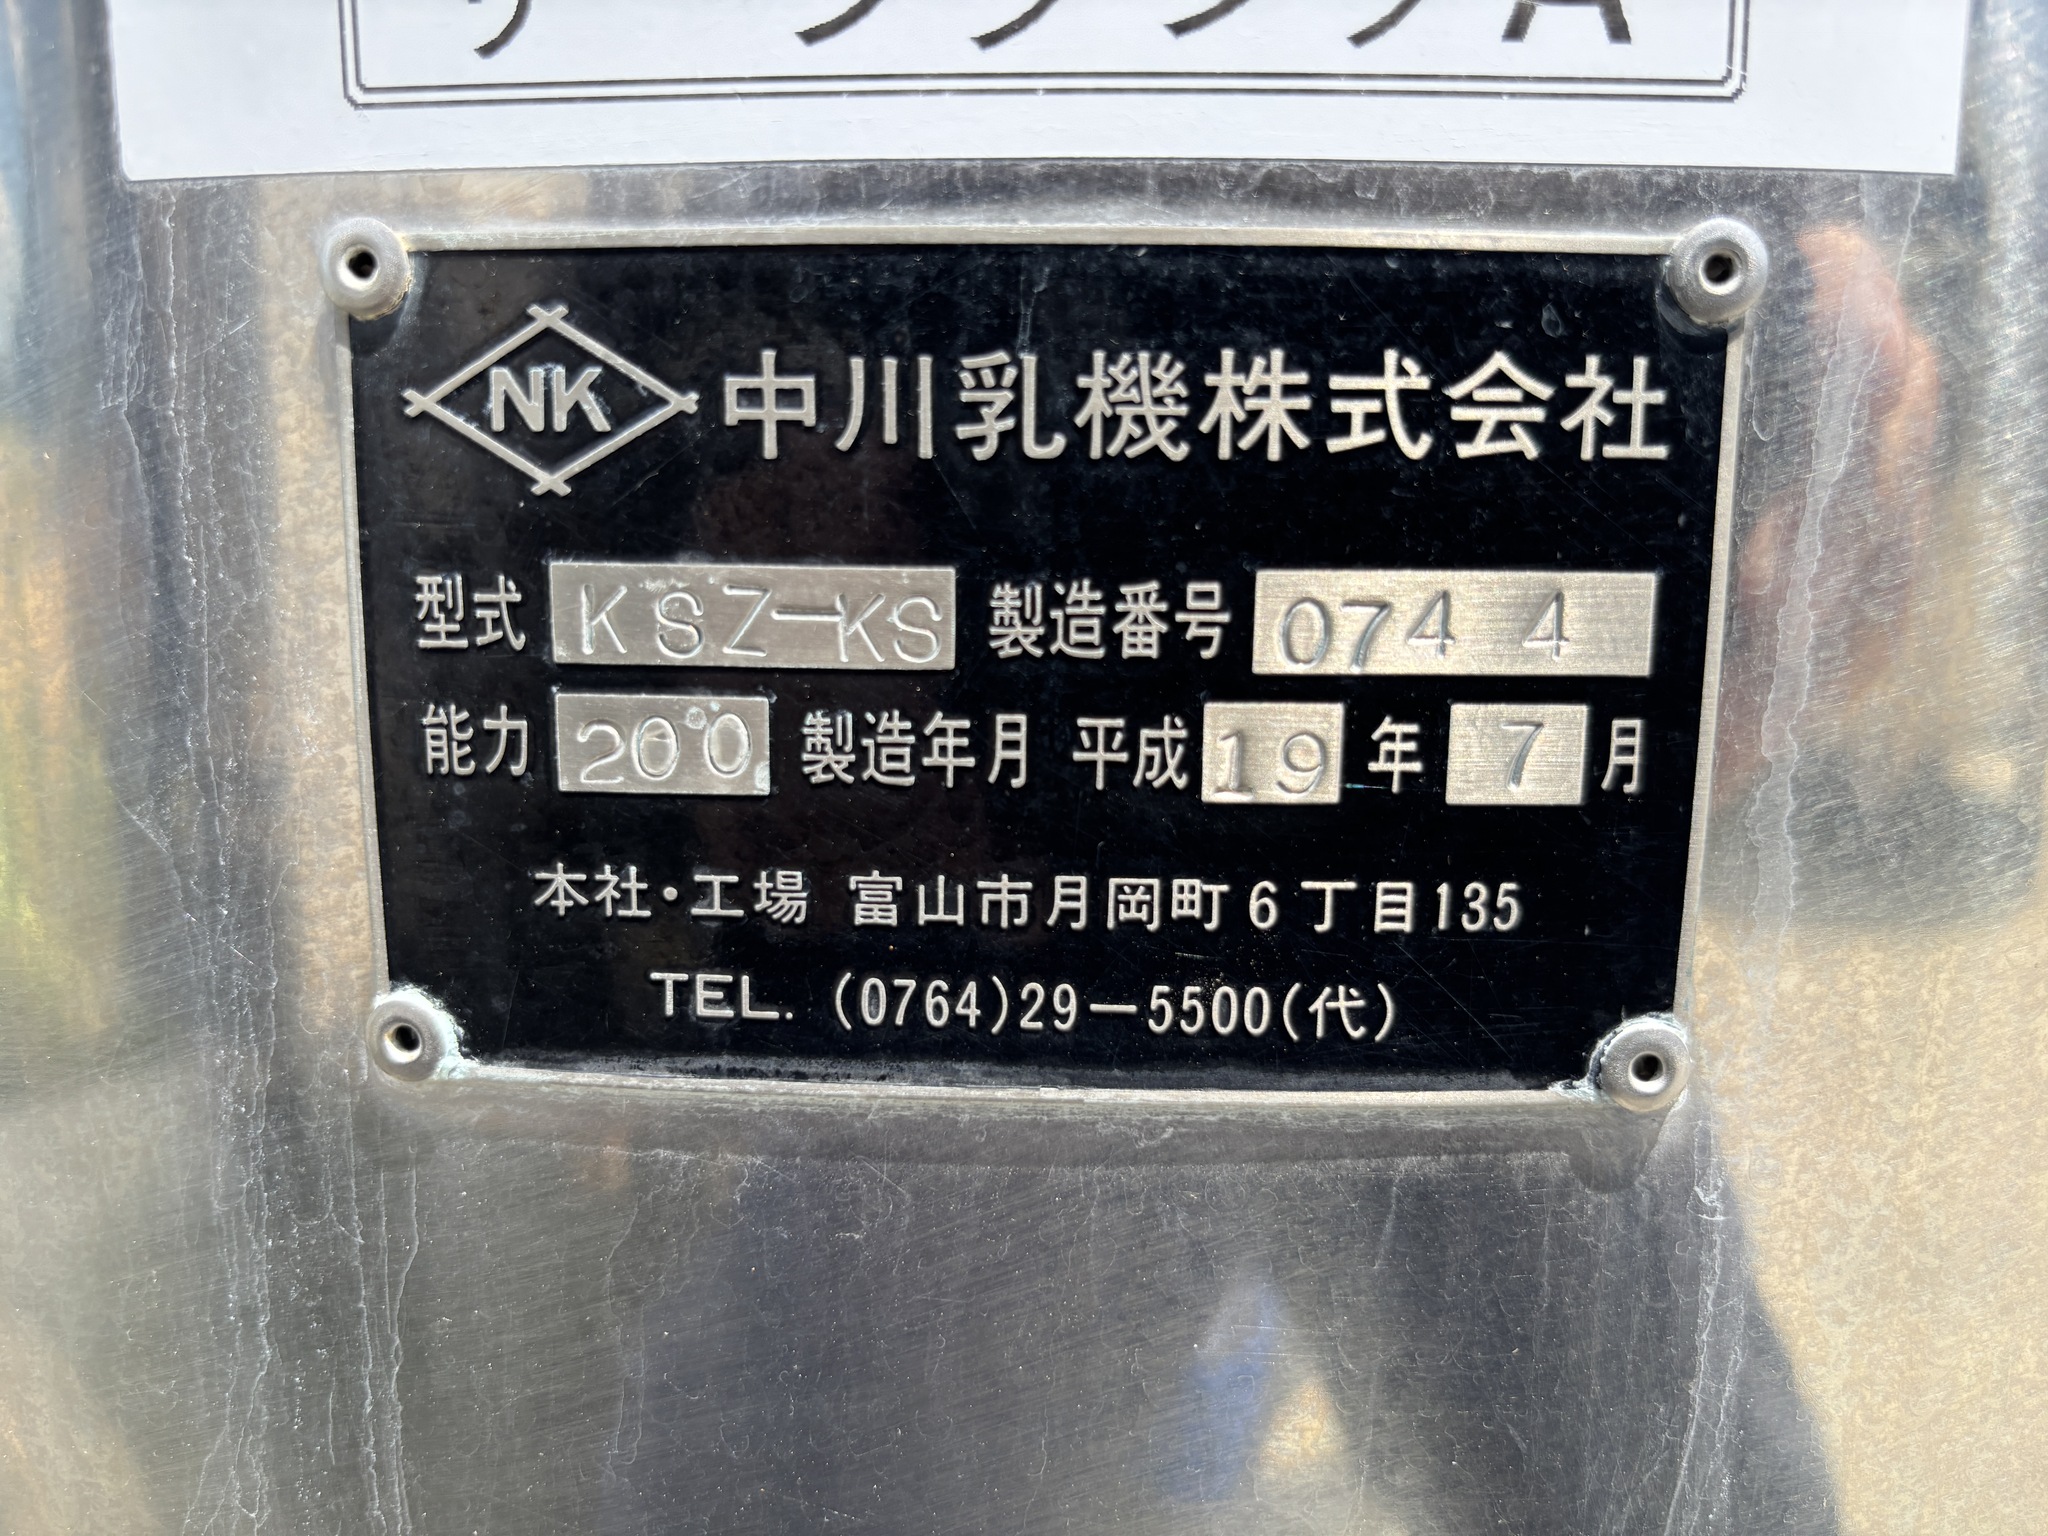 NK 中川乳機株式会社
型式 KSZ-KS 製造番号 0744
能力 200 製造年月 平成 19 年 7 月
本社・工場 富山市月岡町6丁目135
TEL. (0764)29-5500(代)